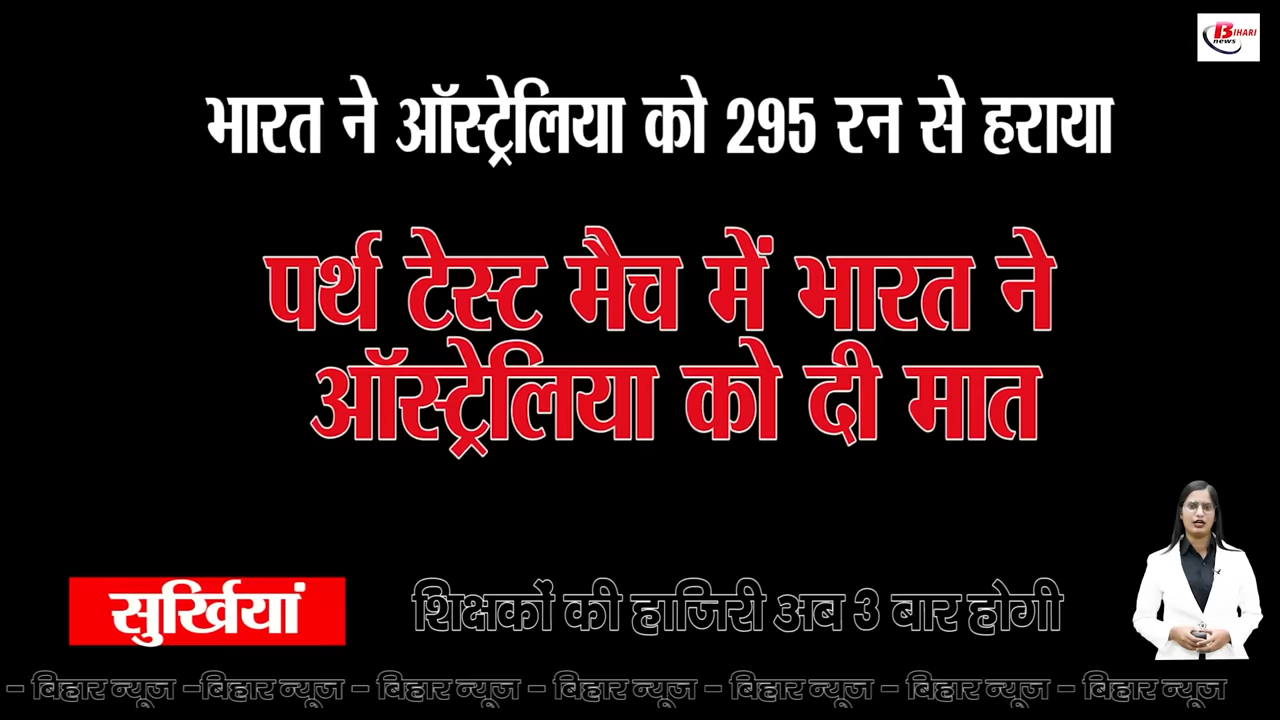 BIHARI
news
भारत ने ऑस्ट्रेलिया को 295 रन से हराया
पर्थ टेस्ट मैच में भारत ने
ऑस्ट्रेलिया को दी मात
सुर्खियां
शिक्षकों की हाजिरी अब 3 बार होगी
- बिहार न्यूज -बिहार न्यूज - बिहार न्यूज - बिहार न्यूज - बिहार न्यूज - बिहार न्यूज - बिहार न्यूज